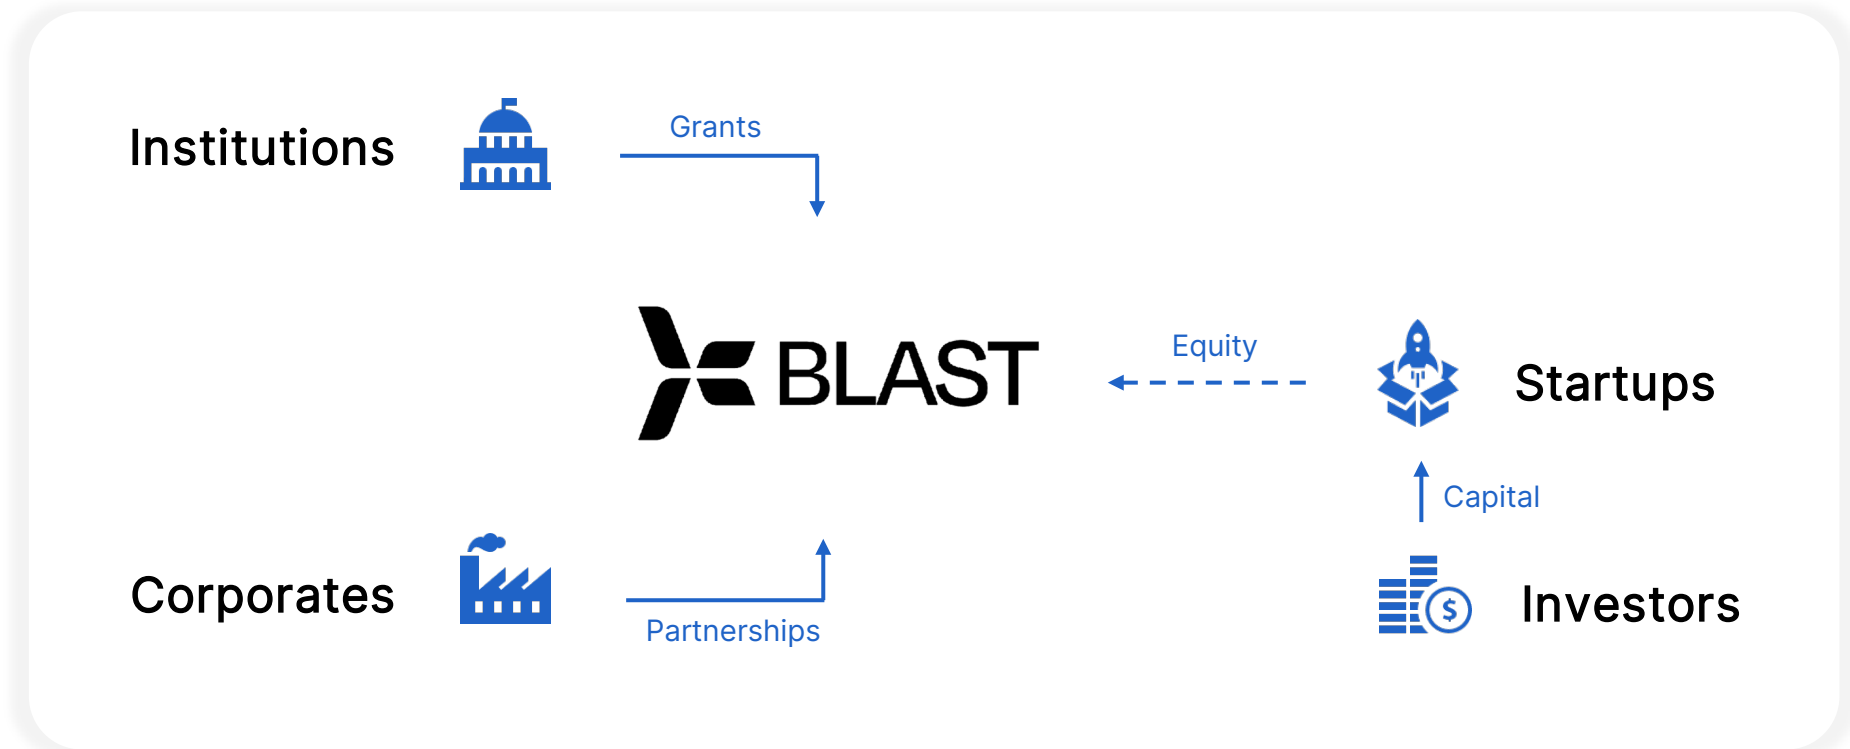 Institutions
Grants
BLAST
Equity
Startups
Capital
Corporates
Partnerships
$
Investors